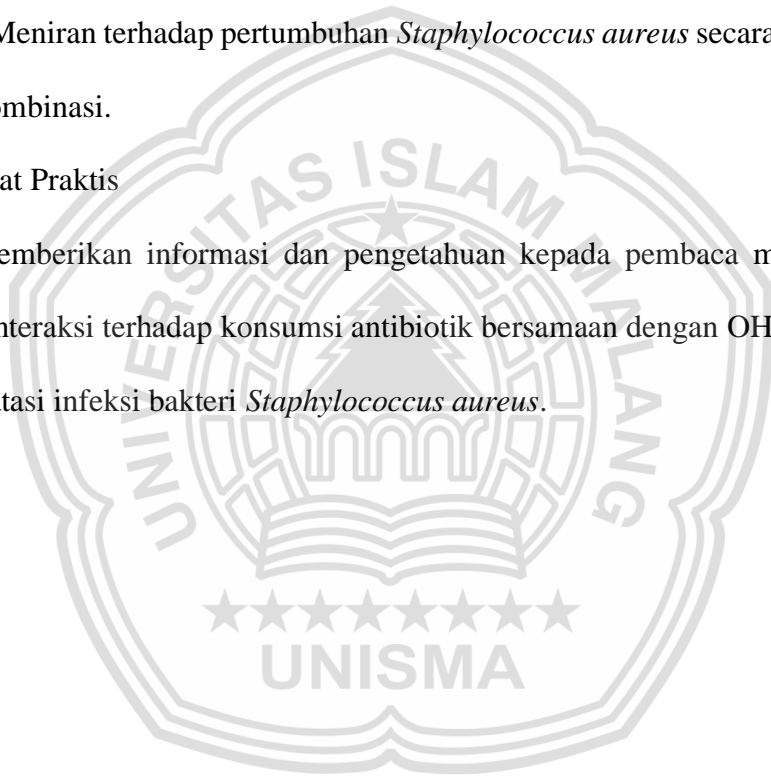 Meniran terhadap pertumbuhan Staphylococcus aureus secara
ombinasi.
at Praktis
emberikan informasi dan pengetahuan kepada pembaca m
nteraksi terhadap konsumsi antibiotik bersamaan dengan OH
tasi infeksi bakteri Staphylococcus aureus.
UNIVERSITAS ISLAM MALANG
UNISMA